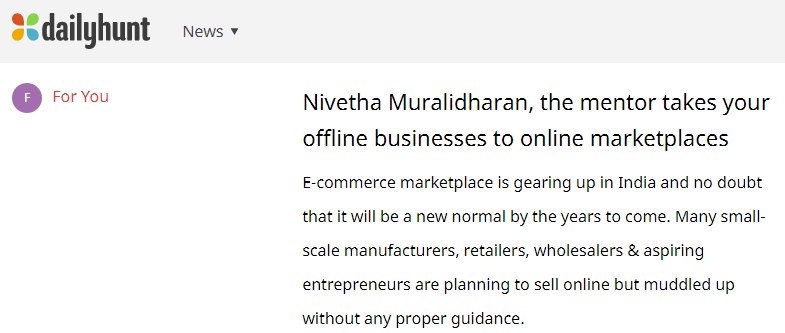 dailyhunt
News ▼
F
For You
Nivetha Muralidharan, the mentor takes your
offline businesses to online marketplaces
E-commerce marketplace is gearing up in India and no doubt
that it will be a new normal by the years to come. Many small-
scale manufacturers, retailers, wholesalers & aspiring
entrepreneurs are planning to sell online but muddled up
without any proper guidance.